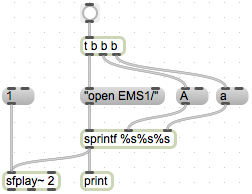 t b b b
1
"open EMS1/"
A
a
sprintf %s%s%s
sfplay~ 2
print